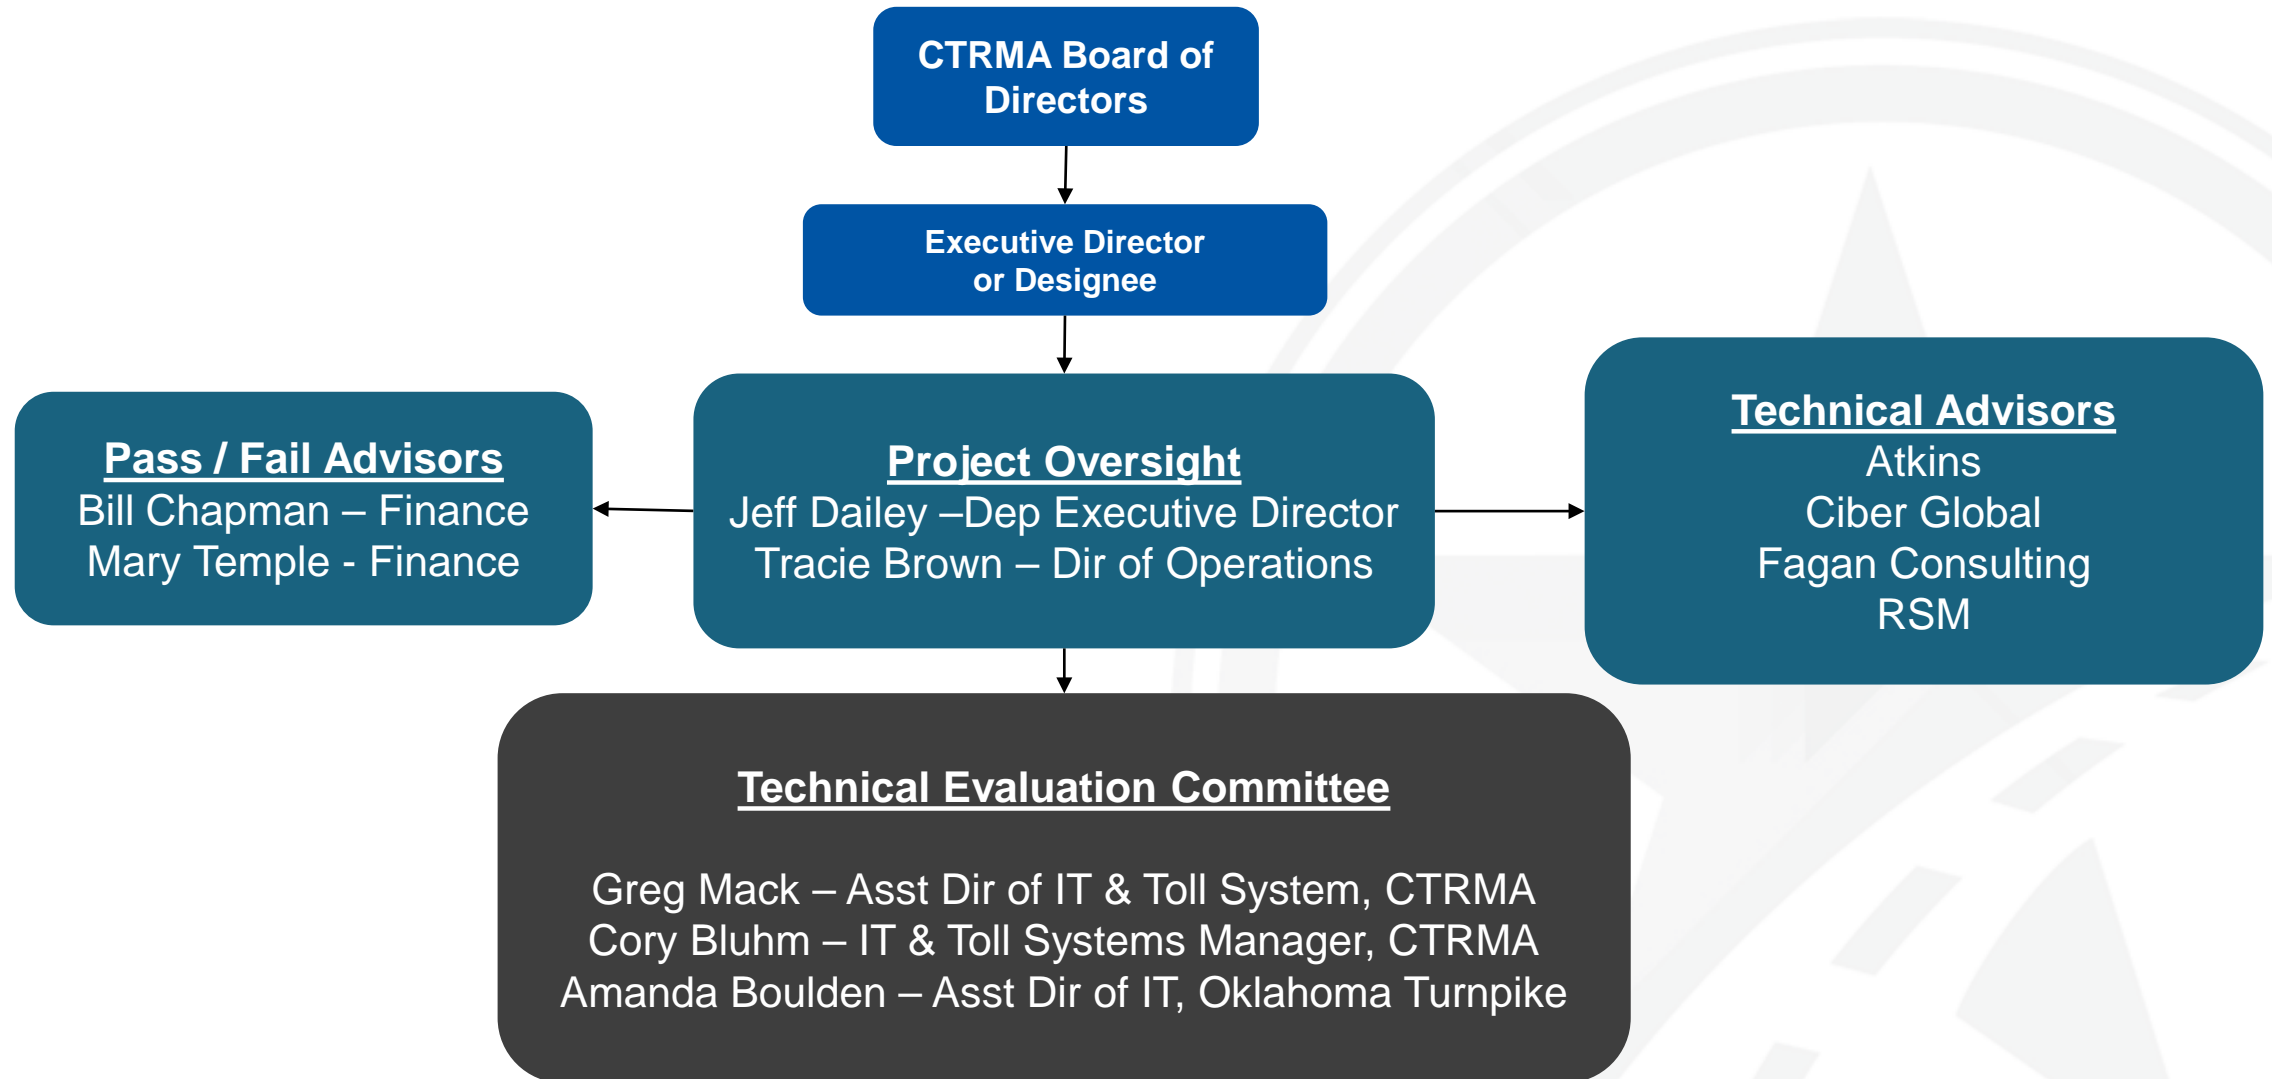 CTRMA Board of
Directors
Executive Director
or Designee
Pass / Fail Advisors
Bill Chapman – Finance
Mary Temple - Finance
Project Oversight
Jeff Dailey –Dep Executive Director
Tracie Brown – Dir of Operations
Technical Advisors
Atkins
Ciber Global
Fagan Consulting
RSM
Technical Evaluation Committee
Greg Mack – Asst Dir of IT & Toll System, CTRMA
Cory Bluhm – IT & Toll Systems Manager, CTRMA
Amanda Boulden – Asst Dir of IT, Oklahoma Turnpike